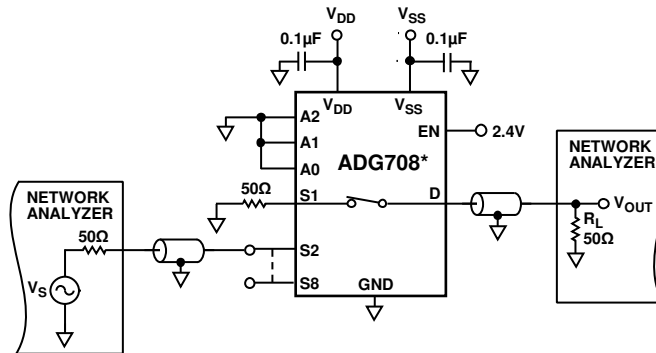 VDD
VSS
0.1µF
0.1µF
VDD
VSS
A2
A1
A0
EN
2.4V
ADG708*
NETWORK
ANALYZER
50Ω
S1
D
VOUT
RL
50Ω
NETWORK
ANALYZER
50Ω
VS
S2
S8
GND